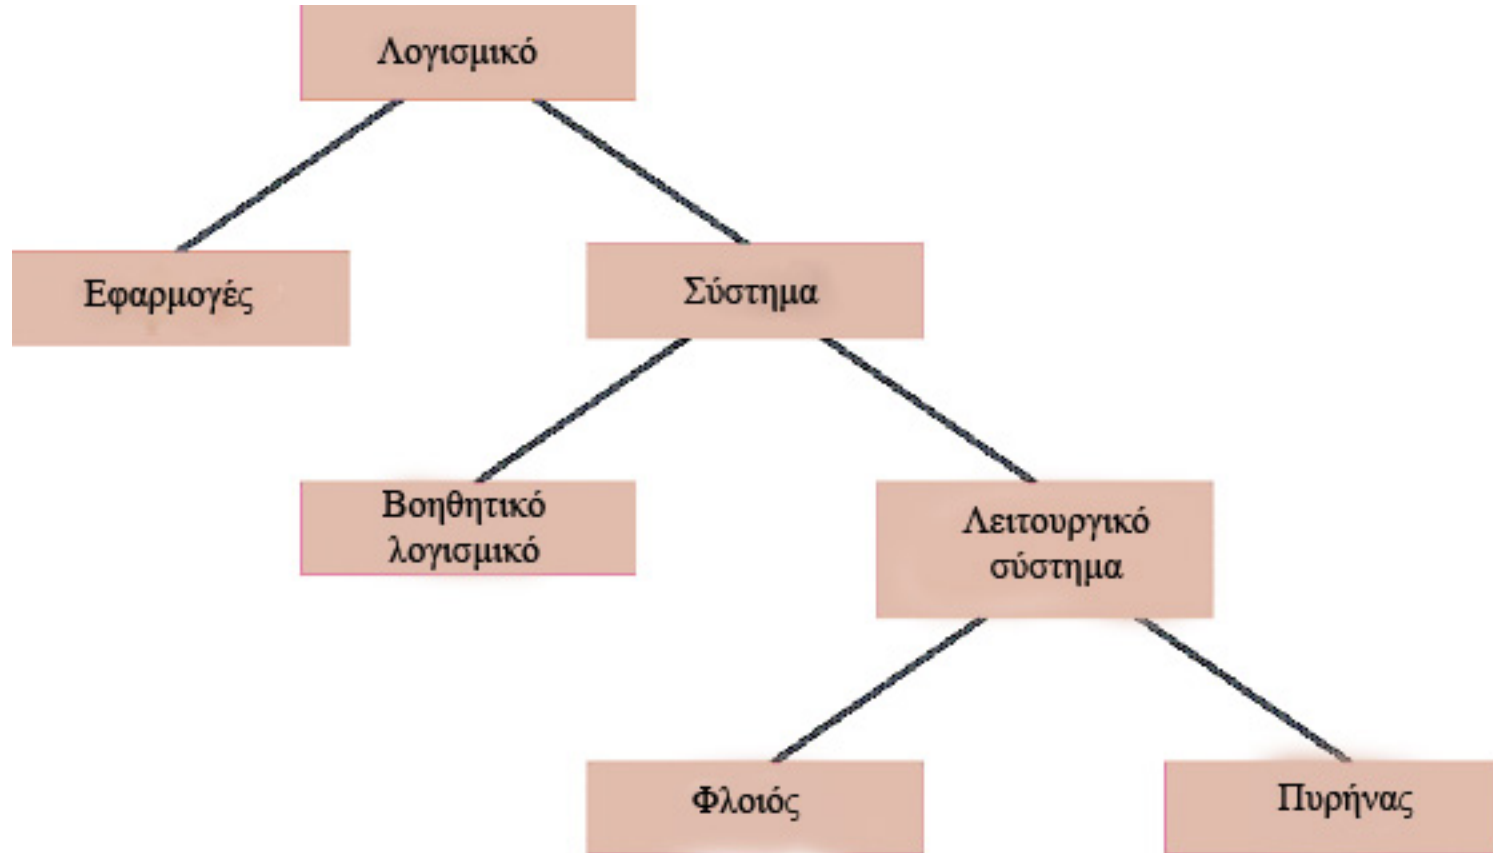 Λογισμικό
Εφαρμογές
Σύστημα
Βοηθητικό
λογισμικό
Λειτουργικό
σύστημα
Φλοιός
Πυρήνας